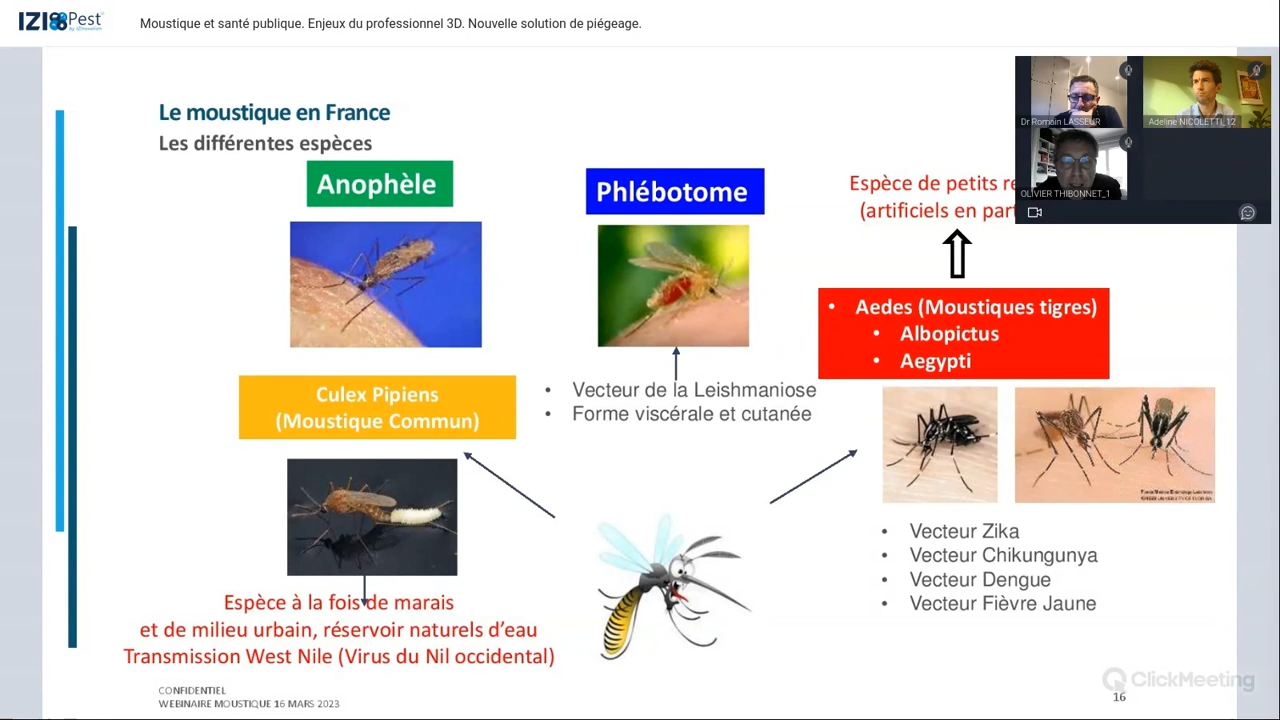 IZI Pest
by IZInovation
Moustique et santé publique. Enjeux du professionnel 3D. Nouvelle solution de piégeage.
Le moustique en France
Les différentes espèces
Anophèle
Phlébotome
Espèce de petits
(artificiels en
Dr Romain LASSEUR
Adeline NICOLETTI_12
OLIVIER THIBONNET_1
• Aedes (Moustiques tigres)
• Albopictus
• Aegypti
Culex Pipiens
(Moustique Commun)
• Vecteur de la Leishmaniose
• Forme viscérale et cutanée
• Vecteur Zika
• Vecteur Chikungunya
• Vecteur Dengue
• Vecteur Fièvre Jaune
Espèce à la fois de marais
et de milieu urbain, réservoir naturels d’eau
Transmission West Nile (Virus du Nil occidental)
CONFIDENTIEL
WEBINAIRE MOUSTIQUE 16 MARS 2023
ClickMeeting
16